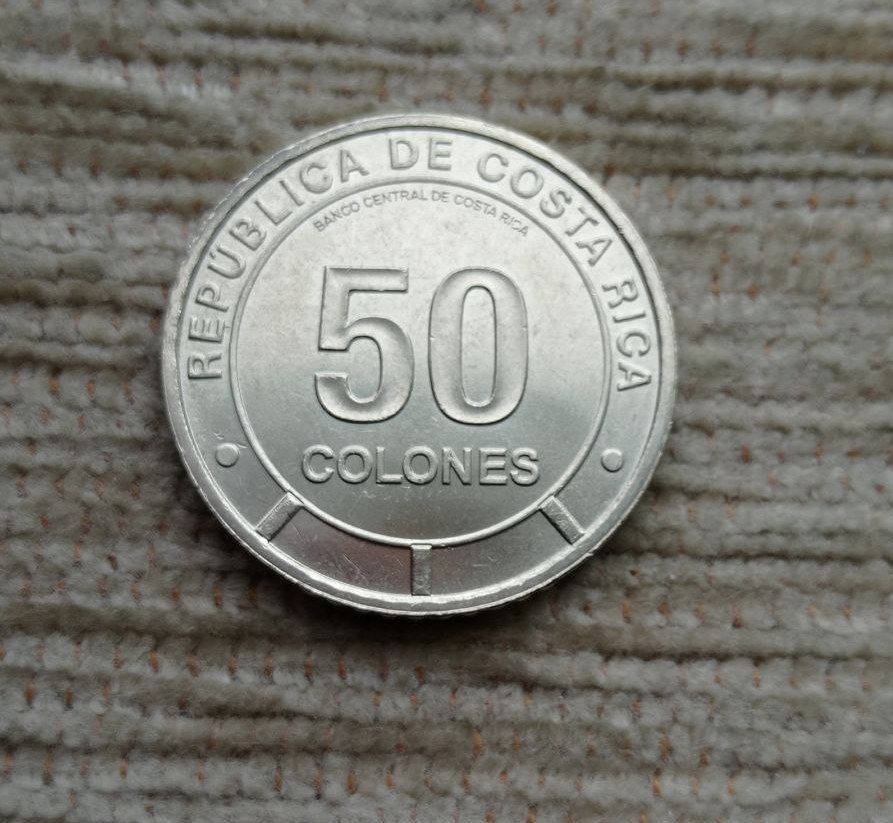 REPÚBLICA DE COSTA RICA
BANCO CENTRAL DE COSTA RICA
50
COLONES